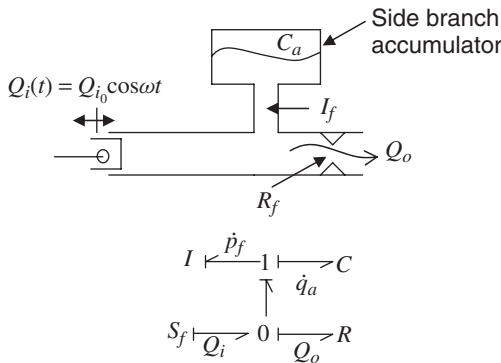 Side branch
accumulator
C_a
Q_i(t) = Q_{i_0}cosωt
I_f
Q_o
R_f
ṗ_f
I 1 C
q̇_a
S_f 0 R
Q_i Q_o